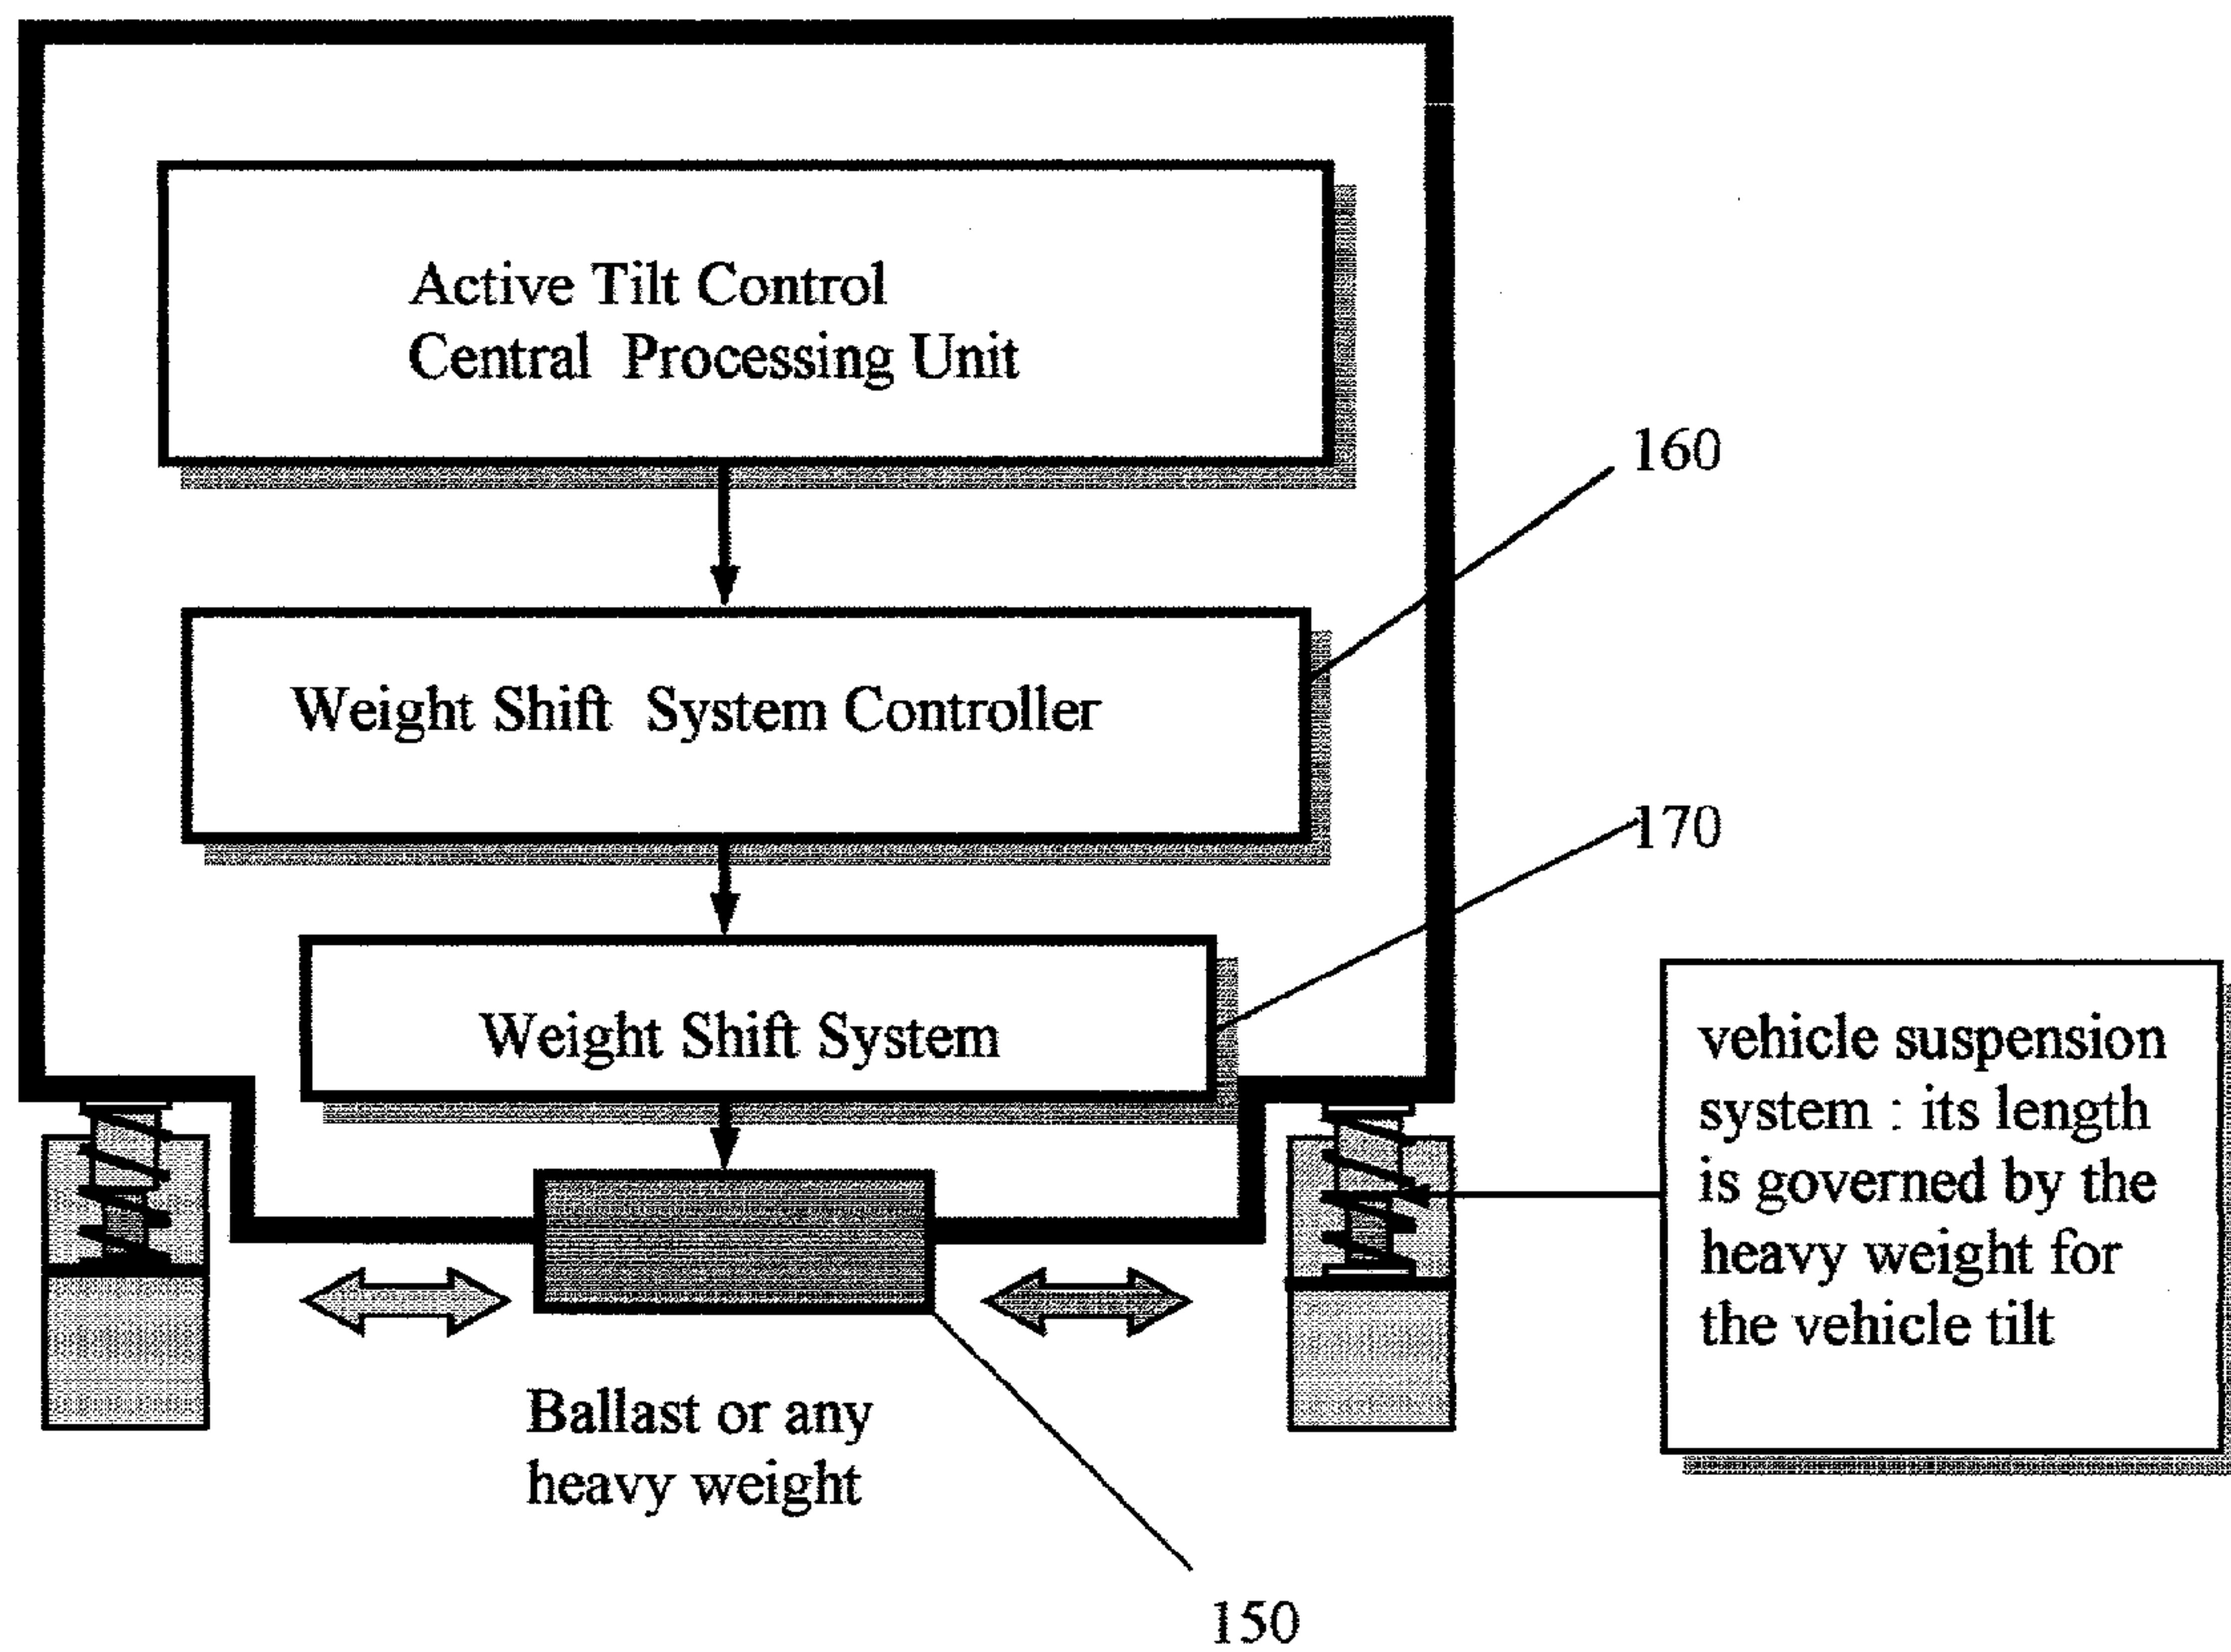 Active Tilt Control
Central Processing Unit
160
Weight Shift System Controller
170
Weight Shift System
vehicle suspension
system : its length
is governed by the
heavy weight for
the vehicle tilt
Ballast or any
heavy weight
150